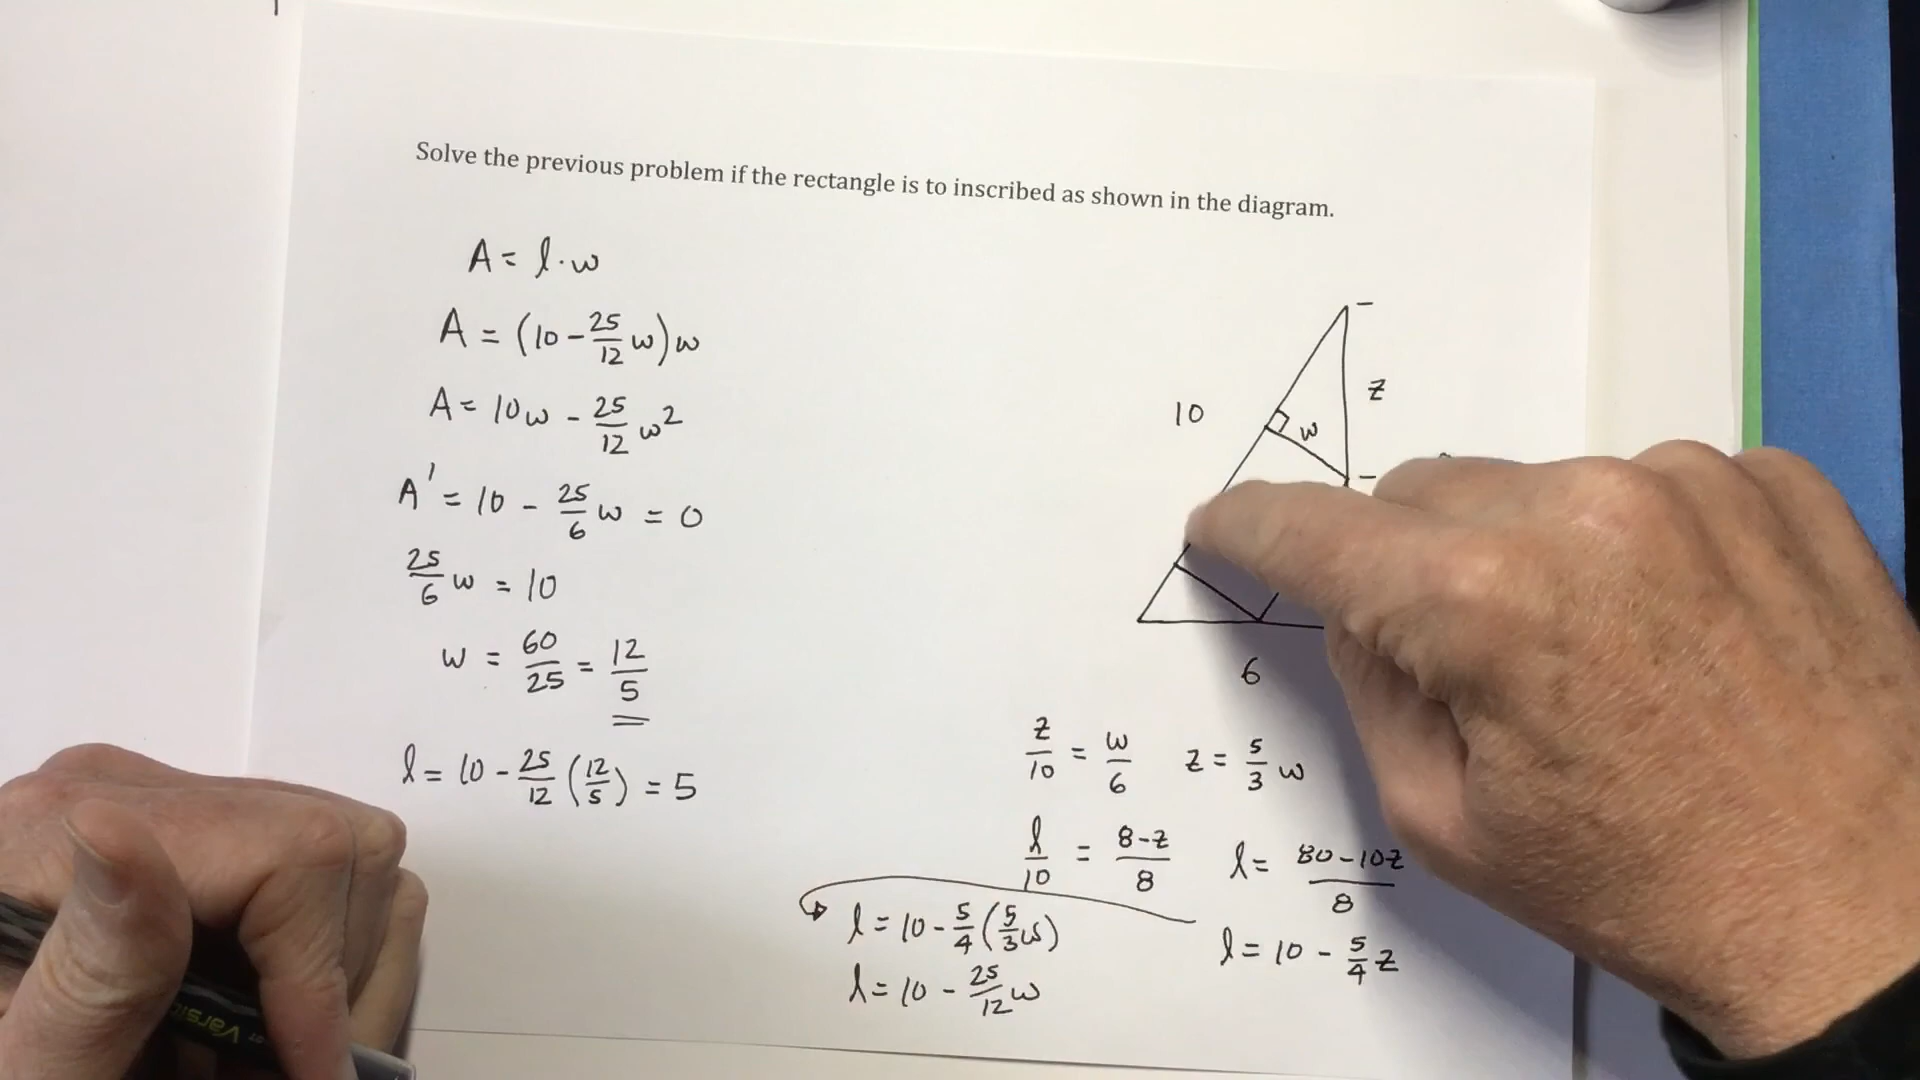 Solve the previous problem if the rectangle is to inscribed as shown in the diagram.
A = l·w
A = (10 - 25/12 w)w
A = 10w - 25/12 w²
A' = 10 - 25/6 w = 0
25/6 w = 10
w = 60/25 = 12/5
l = 10 - 25/12 (12/5) = 5
10
z
w
6
z/10 = w/6 z = 5/3 w
l/10 = (8-z)/8 l = (80-10z)/8
l = 10 - 5/4 z
l = 10 - 5/4 (5/3 w)
l = 10 - 25/12 w